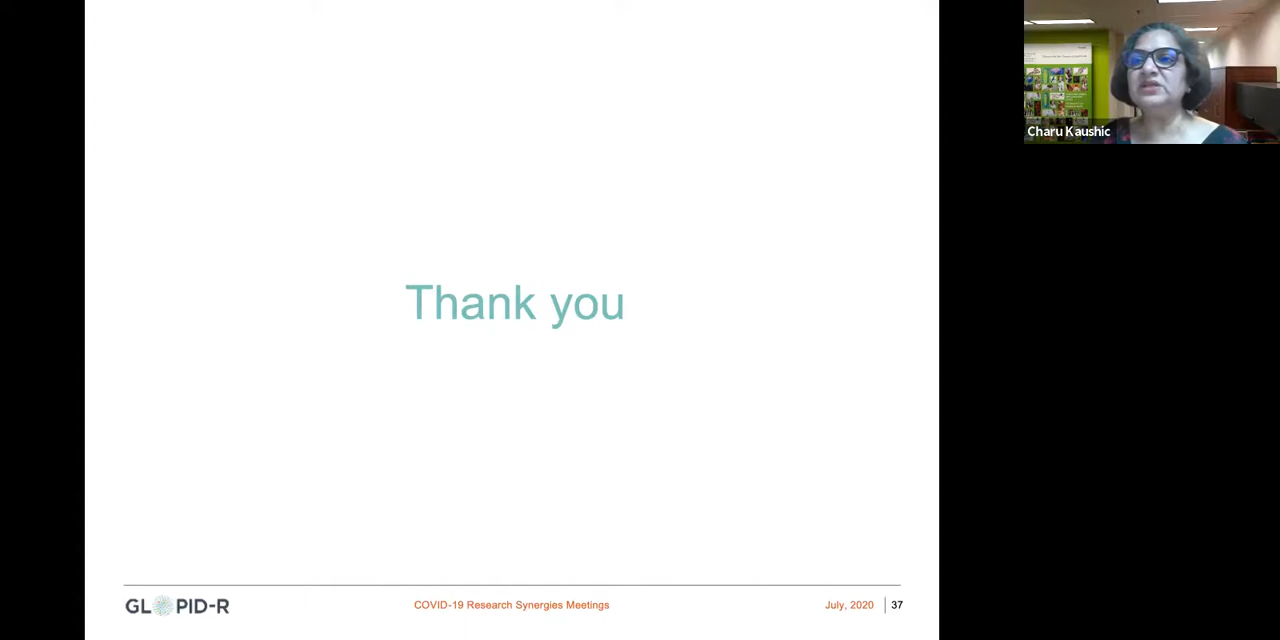 Thank you
GLOPID-R
COVID-19 Research Synergies Meetings
July, 2020
37
Charu Kaushic